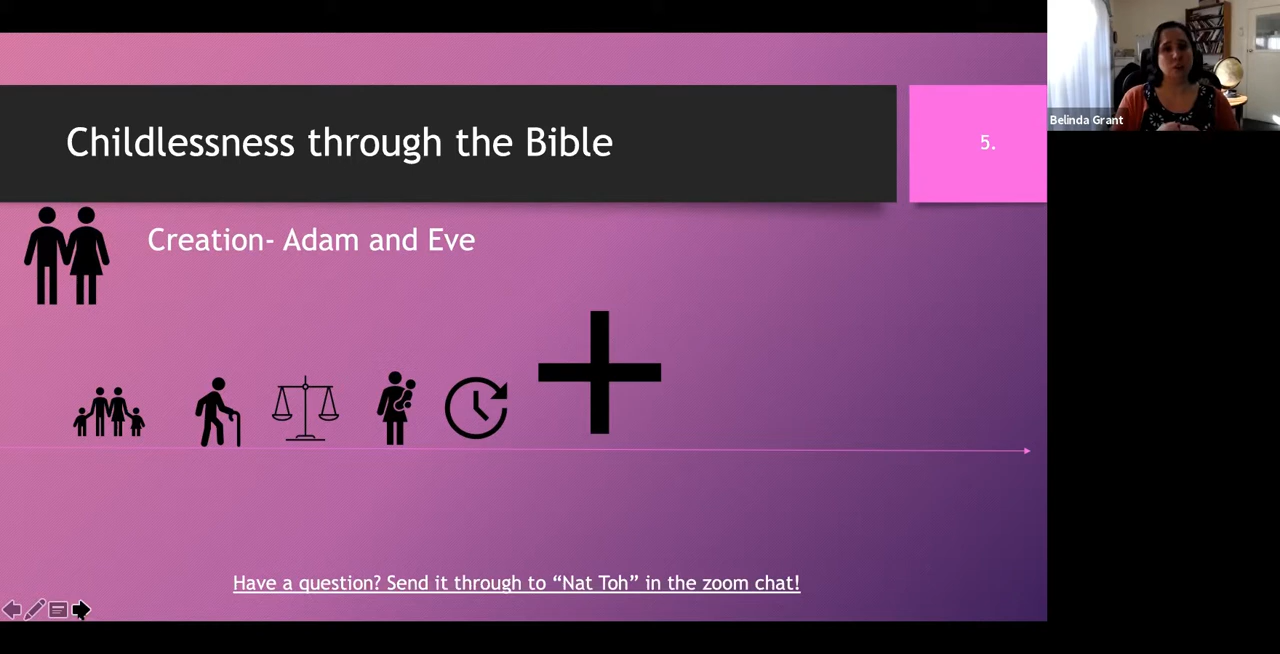 Childlessness through the Bible
5.
Belinda Grant
Creation- Adam and Eve
Have a question? Send it through to “Nat Toh” in the zoom chat!